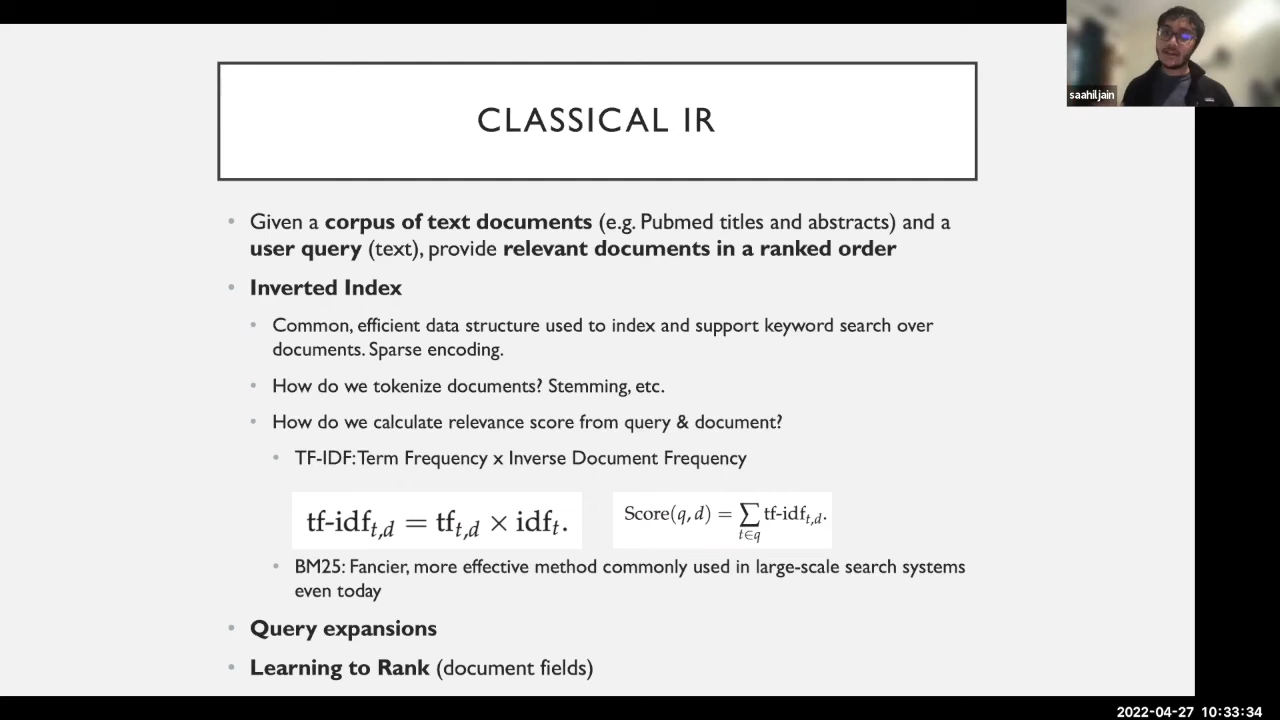 saahil jain
CLASSICAL IR
• Given a corpus of text documents (e.g. Pubmed titles and abstracts) and a
user query (text), provide relevant documents in a ranked order
• Inverted Index
• Common, efficient data structure used to index and support keyword search over
documents. Sparse encoding.
• How do we tokenize documents? Stemming, etc.
• How do we calculate relevance score from query & document?
• TF-IDF: Term Frequency x Inverse Document Frequency
tf-idf_{t,d} = tf_{t,d} × idf_t.
Score(q, d) = ∑_{t∈q} tf-idf_{t,d}.
• BM25: Fancier, more effective method commonly used in large-scale search systems
even today
• Query expansions
• Learning to Rank (document fields)
2022-04-27 10:33:34